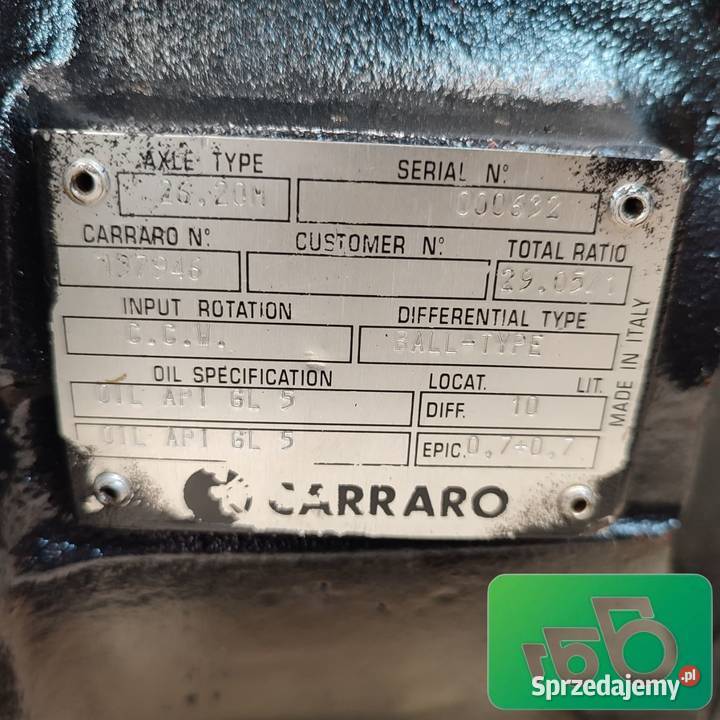 AXLE TYPE SERIAL N°
26.20M 000692
CARRARO N° CUSTOMER N° TOTAL RATIO
137946 29.05/1
INPUT ROTATION DIFFERENTIAL TYPE
C.C.W. BALL-TYPE
OIL SPECIFICATION LOCAT. LIT.
OIL API GL 5 DIFF. 10
OIL API GL 5 EPIC. 0,7+0,7
MADE IN ITALY
CARRARO
Sprzedajemy.pl